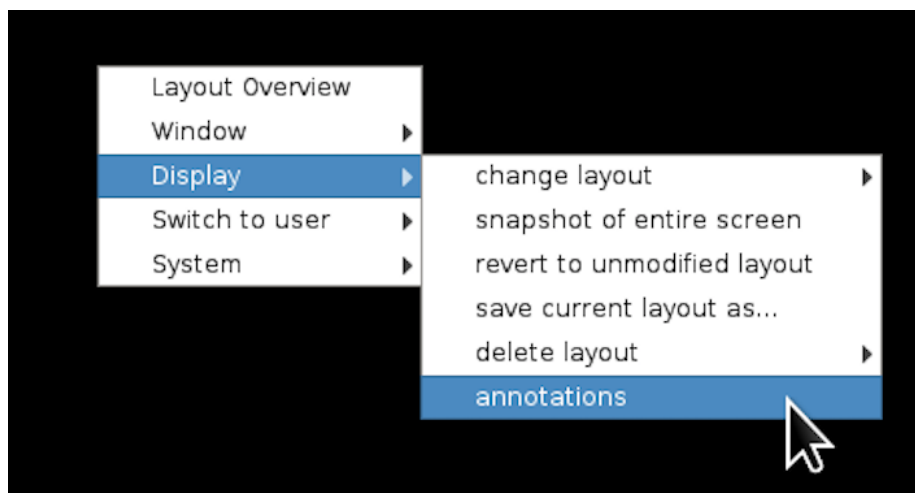 Layout Overview
Window
Display
Switch to user
System
change layout
snapshot of entire screen
revert to unmodified layout
save current layout as...
delete layout
annotations